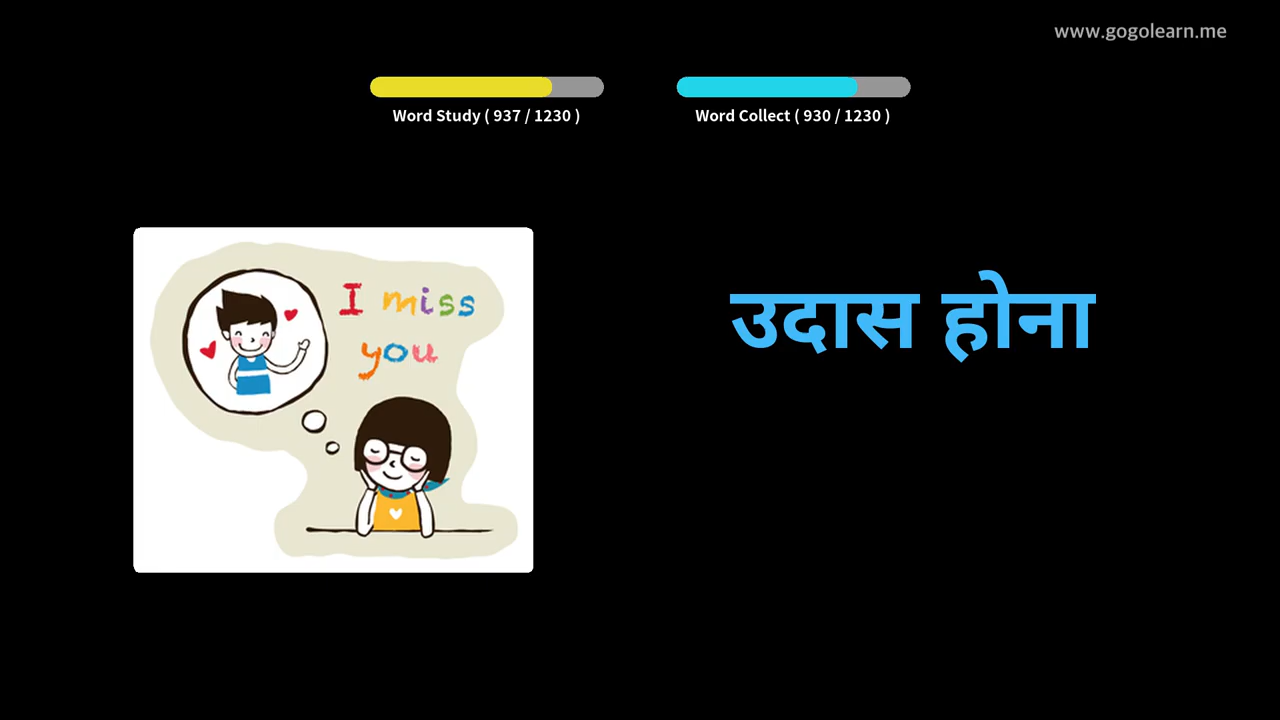 www.gogolearn.me
Word Study ( 937 / 1230 )
Word Collect ( 930 / 1230 )
I miss
you
उदास होना